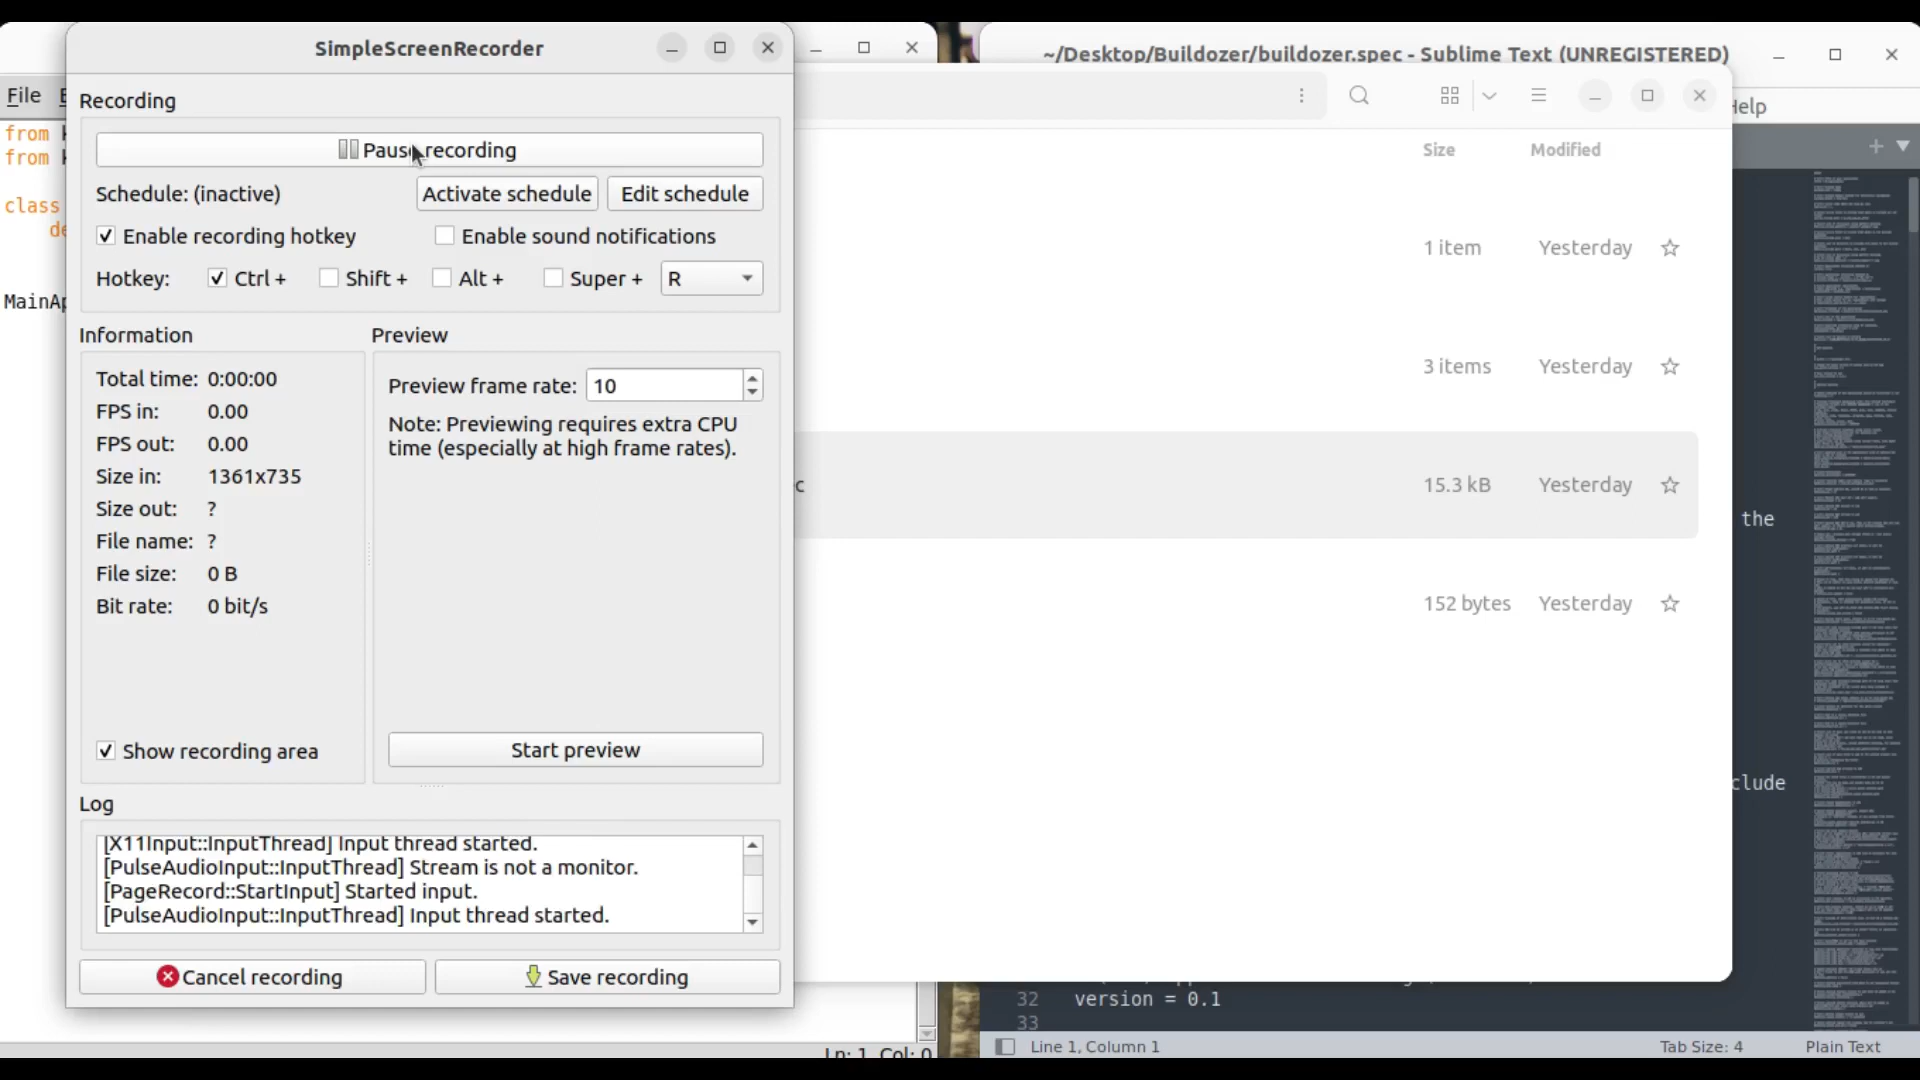 SimpleScreenRecorder
Recording
Pause recording
Schedule: (inactive)
Activate schedule
Edit schedule
Enable recording hotkey
Enable sound notifications
Hotkey:
Ctrl +
Shift +
Alt +
Super +
R
Information
Total time: 0:00:00
FPS in: 0.00
FPS out: 0.00
Size in: 1361x735
Size out: ?
File name: ?
File size: 0 B
Bit rate: 0 bit/s
Show recording area
Preview
Preview frame rate: 10
Note: Previewing requires extra CPU
time (especially at high frame rates).
Start preview
Log
[X11Input::InputThread] Input thread started.
[PulseAudioInput::InputThread] Stream is not a monitor.
[PageRecord::StartInput] Started input.
[PulseAudioInput::InputThread] Input thread started.
Cancel recording
Save recording
File
from
from
class
MainAp
Ln: 1 Col: 0
~/Desktop/Buildozer/buildozer.spec - Sublime Text (UNREGISTERED)
Help
Size Modified
1 item Yesterday
3 items Yesterday
c 15.3 kB Yesterday
152 bytes Yesterday
the
clude
32 version = 0.1
33
Line 1, Column 1
Tab Size: 4
Plain Text